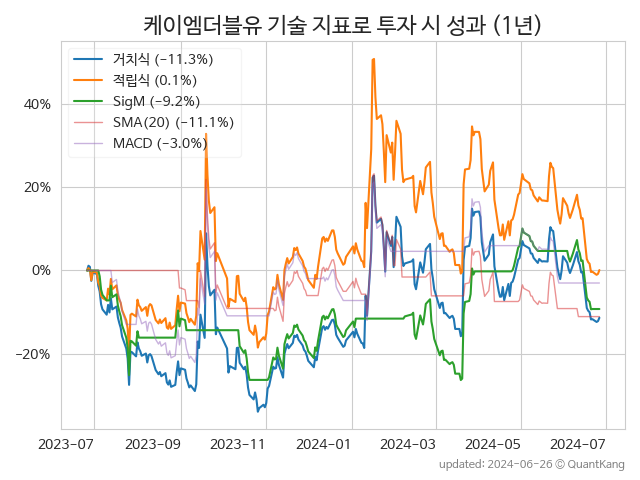 케이엠더블유 기술 지표로 투자 시 성과 (1년)
거치식 (−11.3%)
적립식 (0.1%)
SigM (−9.2%)
SMA(20) (−11.1%)
MACD (−3.0%)
40%
20%
0%
−20%
2023-07 2023-09 2023-11 2024-01 2024-03 2024-05 2024-07
updated: 2024-06-26 © QuantKang